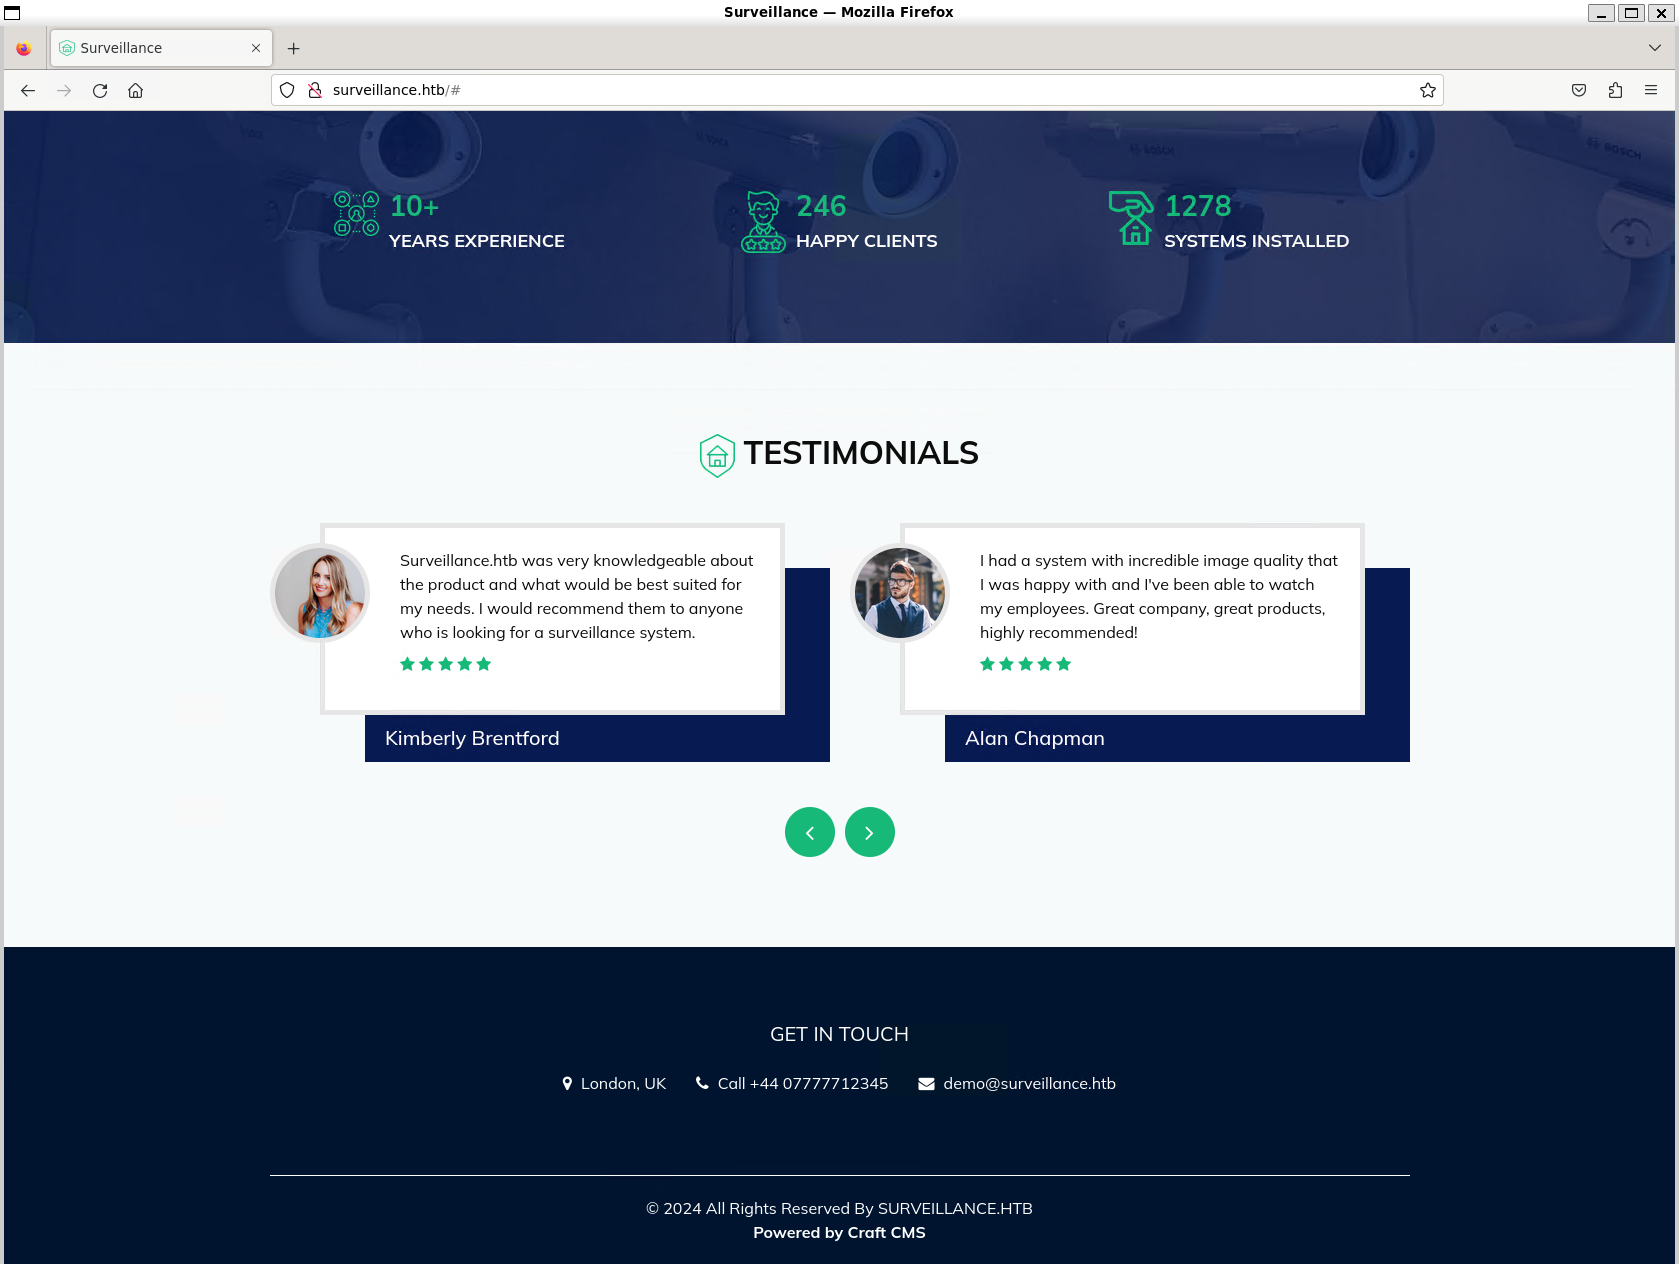 Surveillance — Mozilla Firefox
Surveillance
surveillance.htb/#
BOSCH
BOSCH
10+
YEARS EXPERIENCE
246
HAPPY CLIENTS
1278
SYSTEMS INSTALLED
TESTIMONIALS
Surveillance.htb was very knowledgeable about
the product and what would be best suited for
my needs. I would recommend them to anyone
who is looking for a surveillance system.
Kimberly Brentford
I had a system with incredible image quality that
I was happy with and I've been able to watch
my employees. Great company, great products,
highly recommended!
Alan Chapman
GET IN TOUCH
London, UK
Call +44 07777712345
demo@surveillance.htb
© 2024 All Rights Reserved By SURVEILLANCE.HTB
Powered by Craft CMS